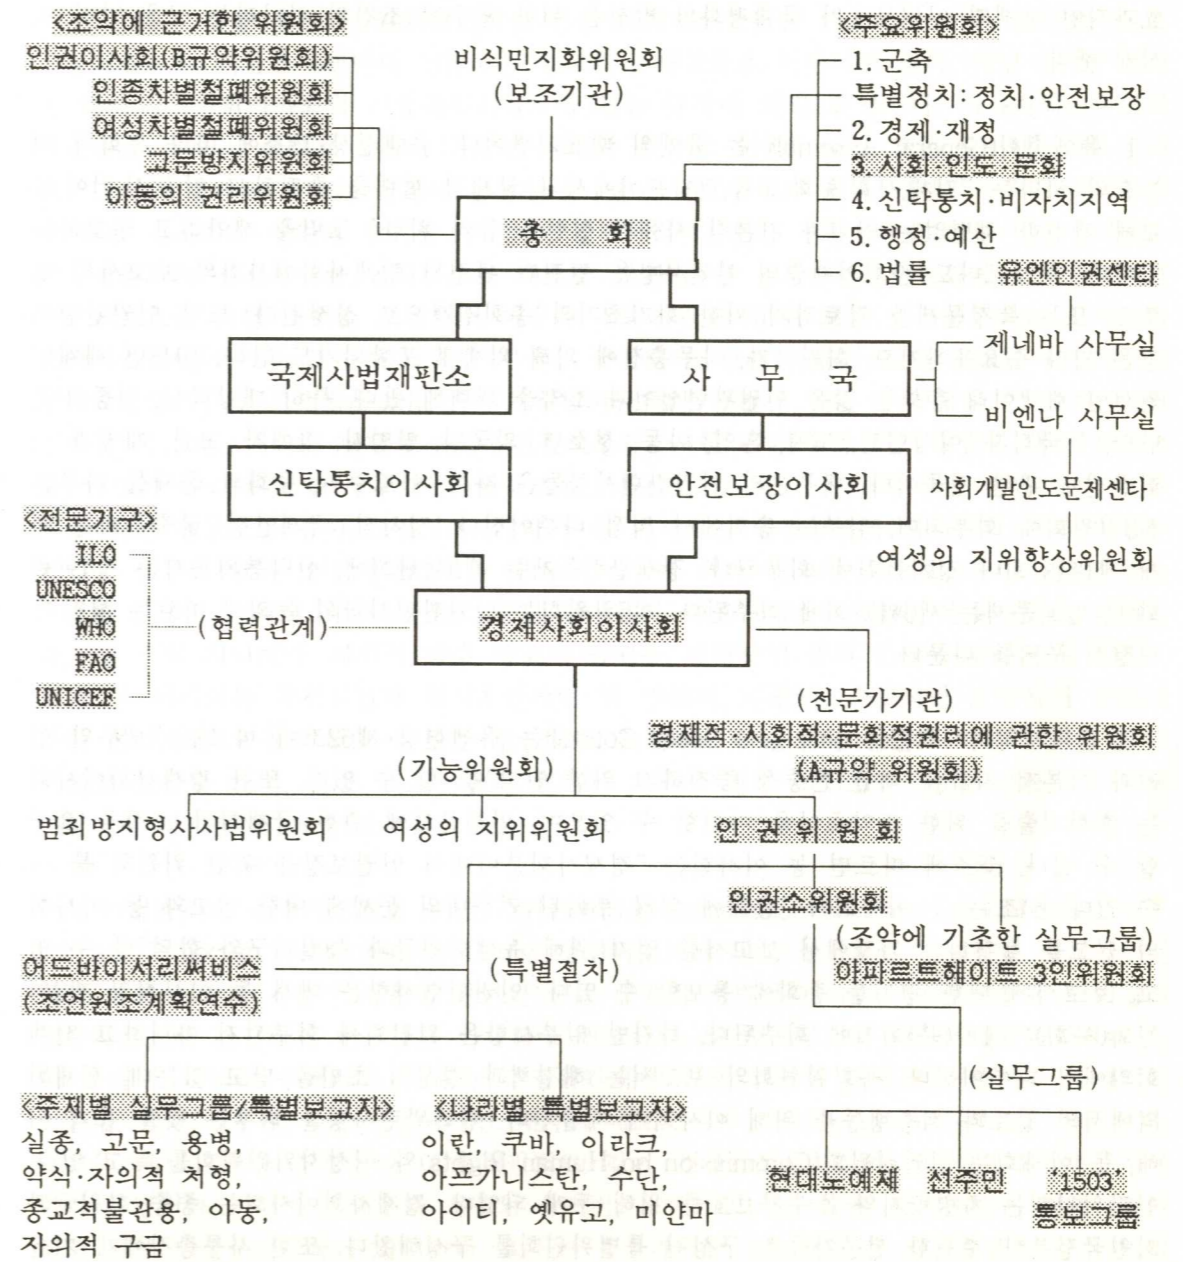 <조약에 근거한 위원회>
인권이사회(B규약위원회)
인종차별철폐위원회
여성차별철폐위원회
고문방지위원회
아동의 권리위원회
비식민지화위원회
(보조기관)
<주요위원회>
1. 군축
특별정치: 정치·안전보장
2. 경제·재정
3. 사회·인도·문화
4. 신탁통치·비자치지역
5. 행정·예산
6. 법률
총 회
유엔인권센타
제네바 사무실
비엔나 사무실
국제사법재판소
사 무 국
신탁통치이사회
안전보장이사회
사회개발인도문제센타
여성의 지위향상위원회
<전문기구>
ILO
UNESCO
WHO
FAO
UNICEF
(협력관계)
경제사회이사회
(전문가기관)
경제적·사회적·문화적권리에 관한 위원회
(A규약 위원회)
(기능위원회)
범죄방지형사사법위원회
여성의 지위위원회
인 권 위 원 회
인권소위원회
(조약에 기초한 실무그룹)
아파르트헤이트 3인위원회
어드바이서리써비스
(조언원조계획연수)
(특별절차)
(실무그룹)
<주제별 실무그룹/특별보고자>
실종, 고문, 용병,
약식·자의적 처형,
종교적불관용, 아동,
자의적 구금
<나라별 특별보고자>
이란, 쿠바, 이라크,
아프가니스탄, 수단,
아이티, 옛유고, 미얀마
현대노예제
선주민
1503
통보그룹